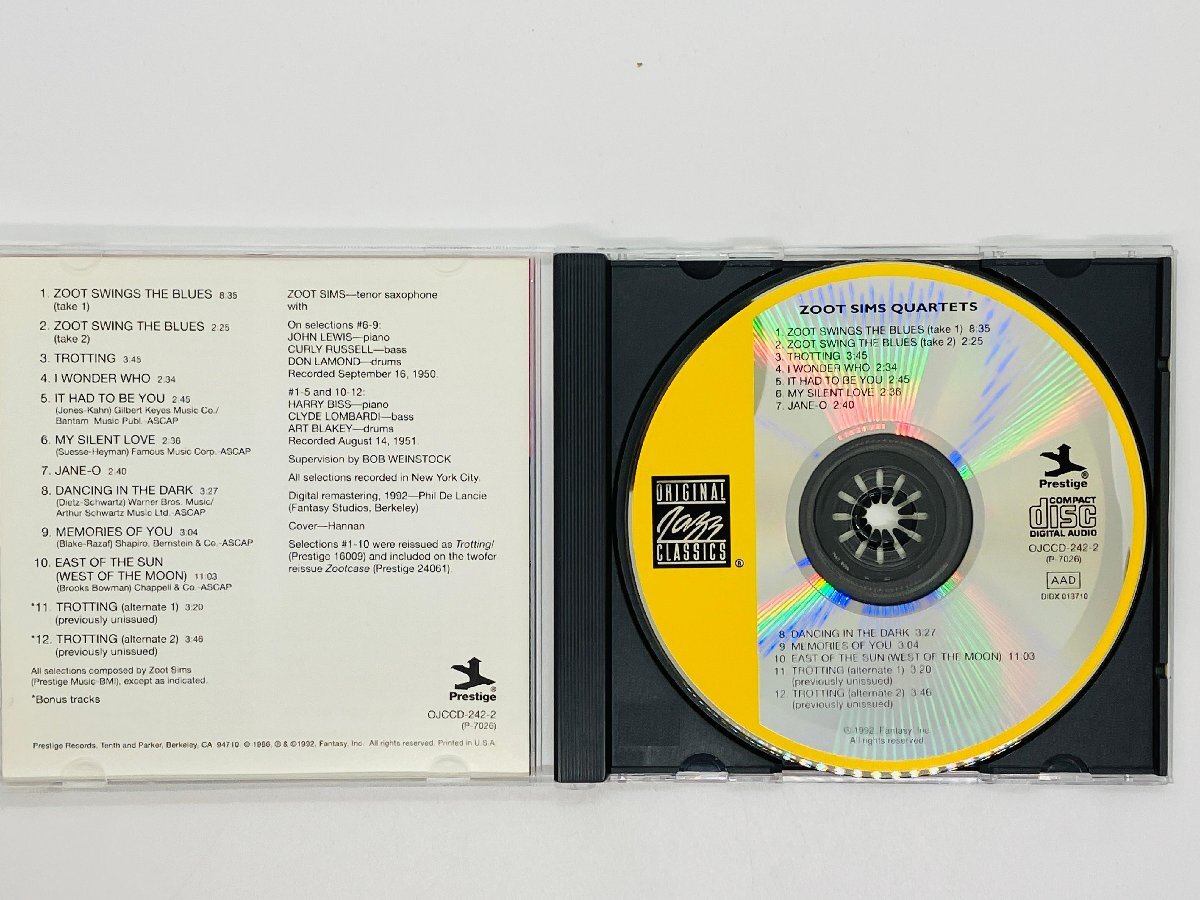 1. ZOOT SWINGS THE BLUES 8:35
(take 1)
2. ZOOT SWING THE BLUES 2:25
(take 2)
3. TROTTING 3:45
4. I WONDER WHO 2:34
5. IT HAD TO BE YOU 2:45
(Jones-Kahn) Gilbert Keyes Music Co./
Bantam Music Publ.-ASCAP
6. MY SILENT LOVE 2:36
(Suesse-Heyman) Famous Music Corp.-ASCAP
7. JANE-O 2:40
8. DANCING IN THE DARK 3:27
(Dietz-Schwartz) Warner Bros. Music/
Arthur Schwartz Music Ltd.-ASCAP
9. MEMORIES OF YOU 3:04
(Blake-Razaf) Shapiro, Bernstein & Co.-ASCAP
10. EAST OF THE SUN
(WEST OF THE MOON) 11:03
(Brooks Bowman) Chappell & Co.-ASCAP
*11. TROTTING (alternate 1) 3:20
(previously unissued)
*12. TROTTING (alternate 2) 3:46
(previously unissued)
All selections composed by Zoot Sims
(Prestige Music-BMI), except as indicated.
*Bonus tracks
ZOOT SIMS—tenor saxophone
with
On selections #6-9:
JOHN LEWIS—piano
CURLY RUSSELL—bass
DON LAMOND—drums
Recorded September 16, 1950.
#1-5 and 10-12:
HARRY BISS—piano
CLYDE LOMBARDI—bass
ART BLAKEY—drums
Recorded August 14, 1951.
Supervision by BOB WEINSTOCK
All selections recorded in New York City.
Digital remastering, 1992—Phil De Lancie
(Fantasy Studios, Berkeley)
Cover—Hannan
Selections #1-10 were reissued as Trotting!
(Prestige 16009) and included on the twofer
reissue Zootcase (Prestige 24061).
Prestige®
OJCCD-242-2
(P-7026)
Prestige Records, Tenth and Parker, Berkeley, CA 94710 © 1986, ℗ & © 1992, Fantasy, Inc. All rights reserved. Printed in U.S.A.
ZOOT SIMS QUARTETS
1. ZOOT SWINGS THE BLUES (take 1) 8:35
2. ZOOT SWING THE BLUES (take 2) 2:25
3. TROTTING 3:45
4. I WONDER WHO 2:34
5. IT HAD TO BE YOU 2:45
6. MY SILENT LOVE 2:36
7. JANE-O 2:40
ORIGINAL
Jazz
CLASSICS®
Prestige®
COMPACT
disc
DIGITAL AUDIO
OJCCD-242-2
(P-7026)
AAD
DIDX 013710
8. DANCING IN THE DARK 3:27
9 MEMORIES OF YOU 3:04
10 EAST OF THE SUN (WEST OF THE MOON) 11:03
11 TROTTING (alternate 1) 3:20
(previously unissued)
12. TROTTING (alternate 2) 3:46
(previously unissued)
© 1992, Fantasy, Inc.
All rights reserved